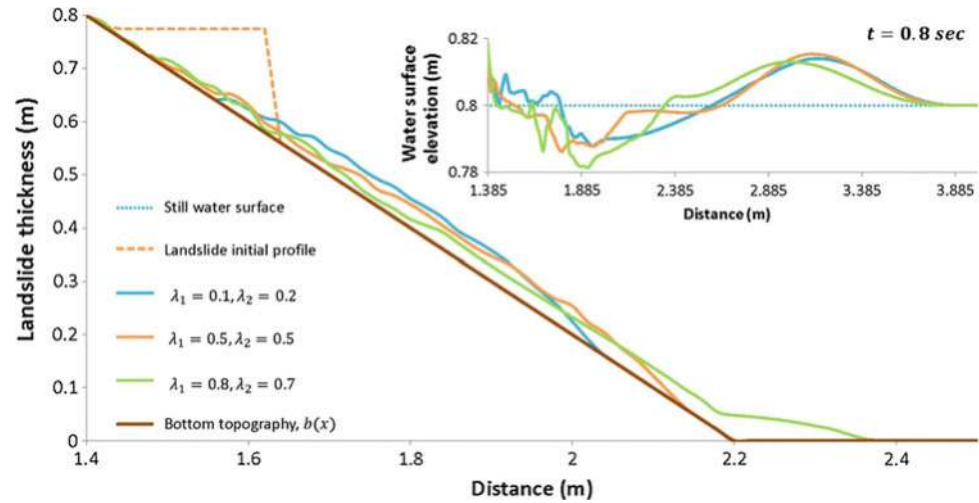 0.8
0.7
0.6
0.5
0.4
0.3
0.2
0.1
0
Landslide thickness (m)
1.4
1.6
1.8
2
2.2
2.4
Distance (m)
Still water surface
Landslide initial profile
λ₁ = 0.1, λ₂ = 0.2
λ₁ = 0.5, λ₂ = 0.5
λ₁ = 0.8, λ₂ = 0.7
Bottom topography, b(x)
t = 0.8 sec
Water surface
elevation (m)
0.82
0.8
0.78
1.385
1.885
2.385
2.885
3.385
3.885
Distance (m)